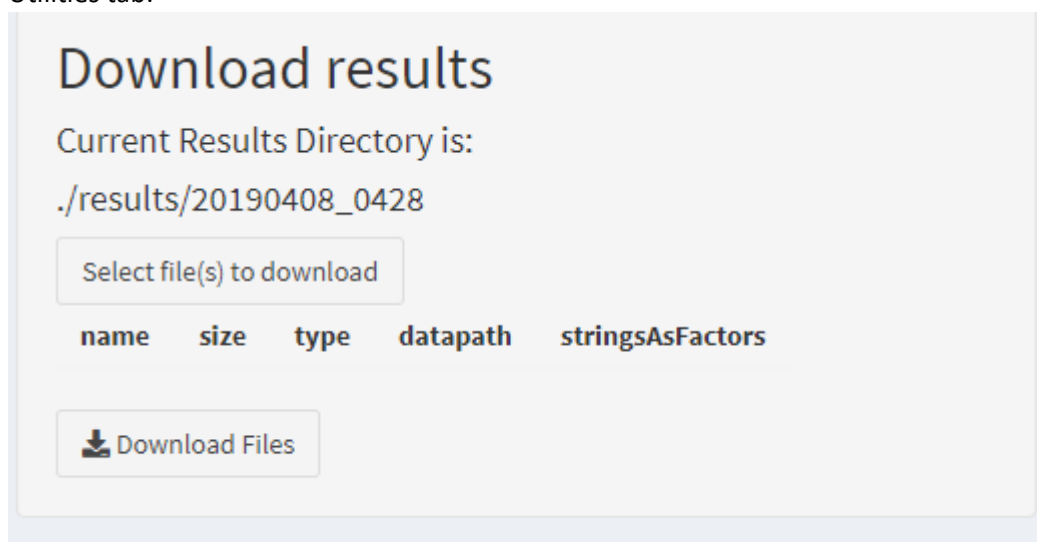 Utilities tab.
Download results
Current Results Directory is:
./results/20190408_0428
Select file(s) to download
name size type datapath stringsAsFactors
Download Files